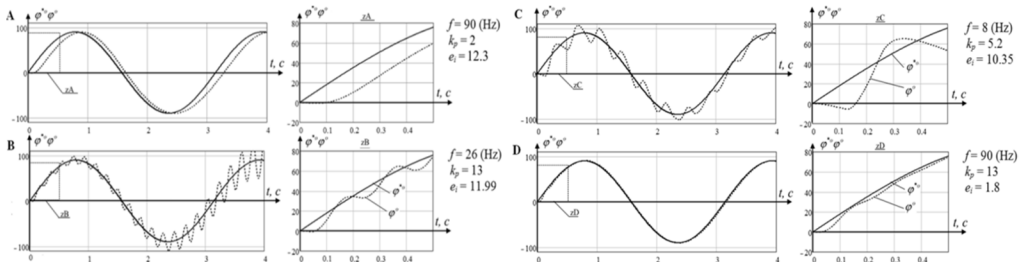 A
φ*° φ°
100
0
-100
0
1
2
3
4
t, c
zA
φ*° φ°
zA
80
60
40
20
0
-20
0
0.1
0.2
0.3
0.4
t, c
f = 90 (Hz)
kp = 2
ei = 12.3
C
φ*° φ°
100
0
-100
0
1
2
3
4
t, c
zC
φ*° φ°
zC
80
60
40
20
0
-20
0
0.1
0.2
0.3
0.4
t, c
φ*°
φ°
f = 8 (Hz)
kp = 5.2
ei = 10.35
B
φ*° φ°
100
0
-100
0
1
2
3
4
t, c
zB
φ*° φ°
zB
80
60
40
20
0
-20
0
0.1
0.2
0.3
0.4
t, c
φ*°
φ°
f = 26 (Hz)
kp = 13
ei = 11.99
D
φ*° φ°
100
0
-100
0
1
2
3
4
t, c
zD
φ*° φ°
zD
80
60
40
20
0
-20
0
0.1
0.2
0.3
0.4
t, c
φ*°
φ°
f = 90 (Hz)
kp = 13
ei = 1.8